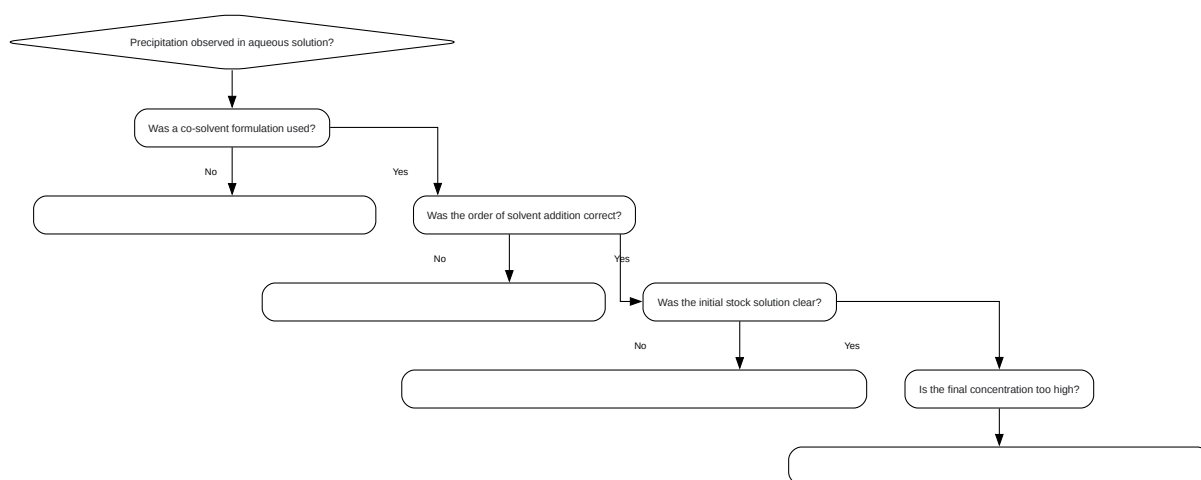 Precipitation observed in aqueous solution?
Was a co-solvent formulation used?
No
Yes
Was the order of solvent addition correct?
No
Yes
Was the initial stock solution clear?
No
Yes
Is the final concentration too high?